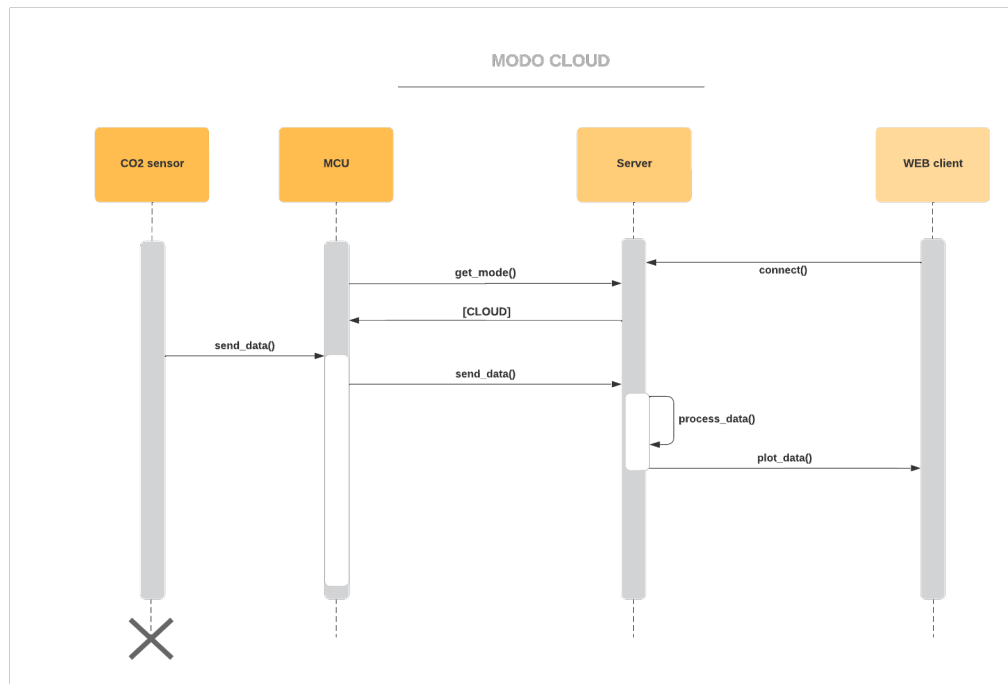 MODO CLOUD
CO2 sensor
MCU
Server
WEB client
connect()
get_mode()
[CLOUD]
send_data()
send_data()
process_data()
plot_data()